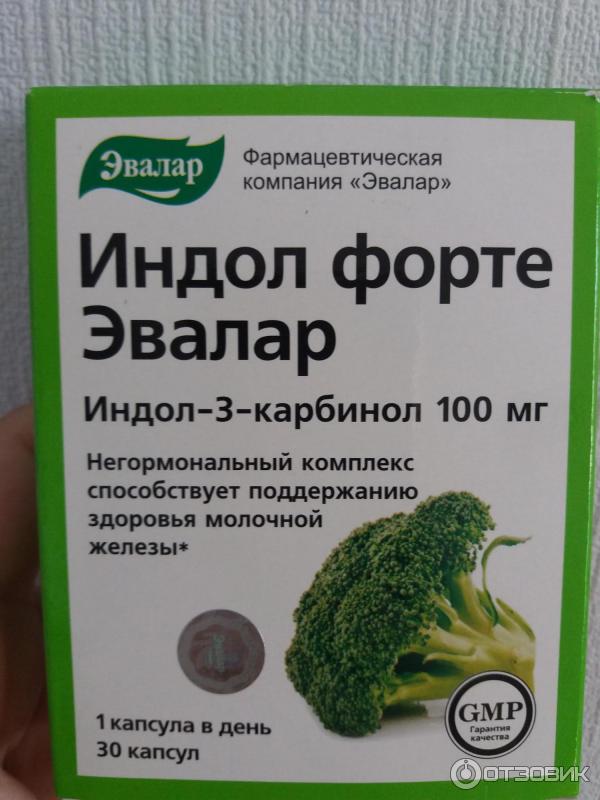 Эвалар
Фармацевтическая
компания «Эвалар»
Индол форте
Эвалар
Индол-3-карбинол 100 мг
Негормональный комплекс
способствует поддержанию
здоровья молочной
железы*
Эвалар
1 капсула в день
30 капсул
GMP
Гарантия
качества
ОТЗОВИК